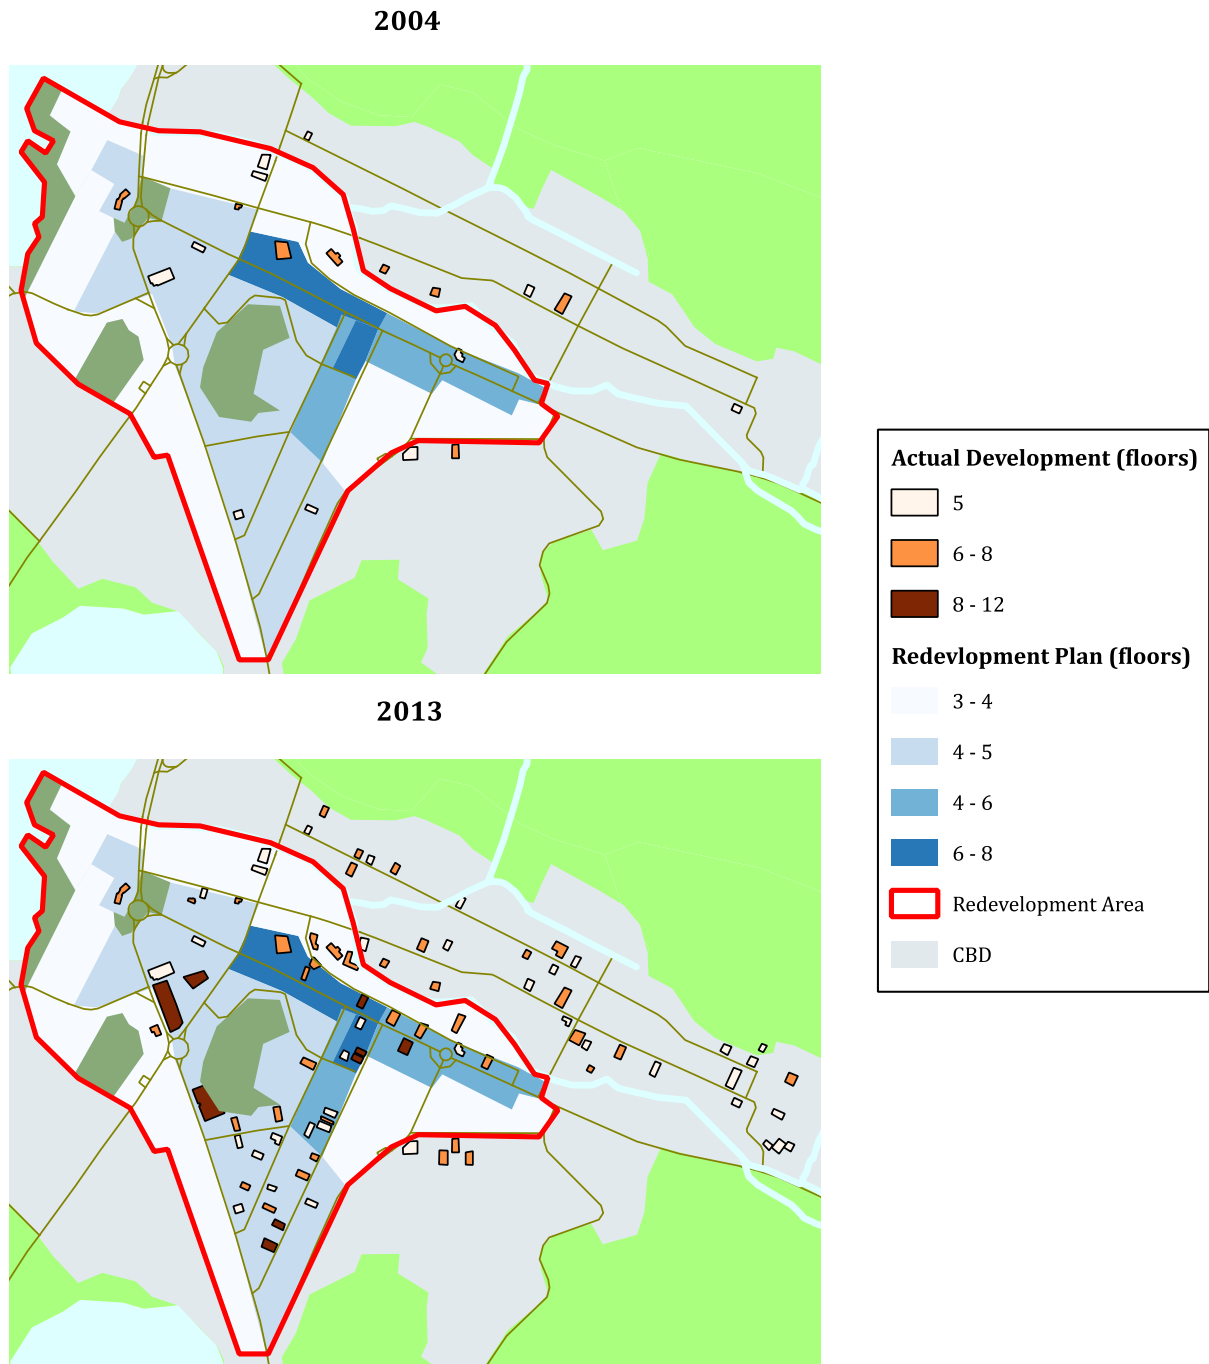 2004
2013
Actual Development (floors)
5
6 - 8
8 - 12
Redevlopment Plan (floors)
3 - 4
4 - 5
4 - 6
6 - 8
Redevelopment Area
CBD